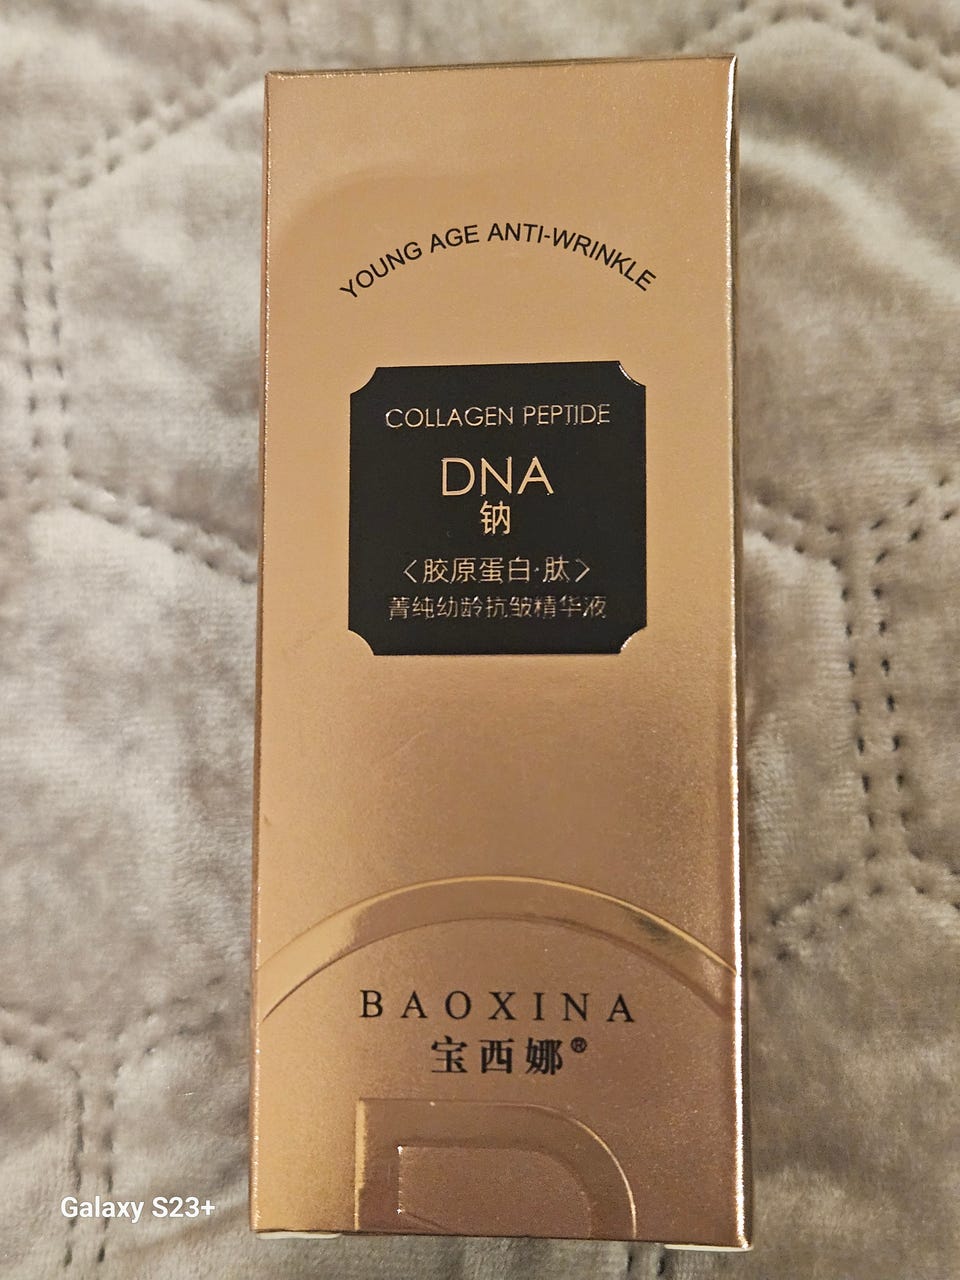 YOUNG AGE ANTI-WRINKLE
COLLAGEN PEPTIDE
DNA
钠
<胶原蛋白·肽>
菁纯幼龄抗皱精华液
BAOXINA
宝西娜®
Galaxy S23+